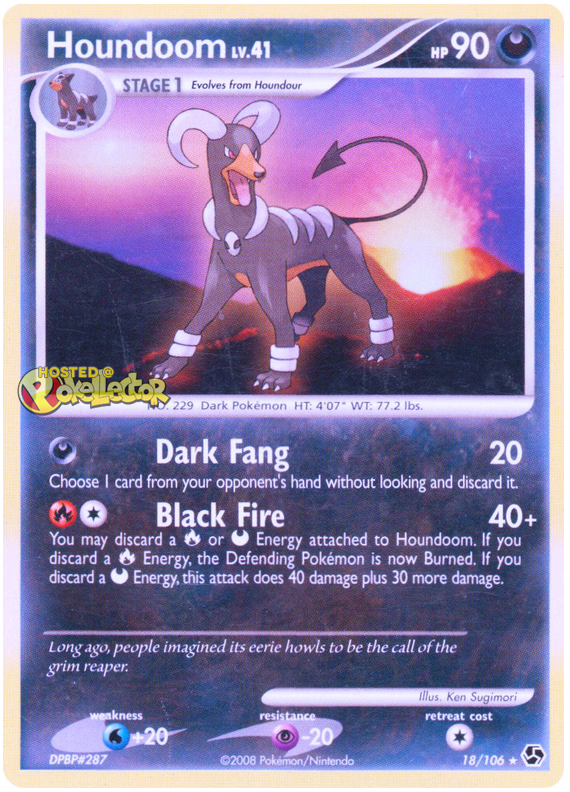 Houndoom LV.41 HP 90
STAGE 1 Evolves from Houndour
HOSTED @
Pokellector
NO. 229 Dark Pokémon HT: 4'07" WT: 77.2 lbs.
Dark Fang 20
Choose 1 card from your opponent's hand without looking and discard it.
Black Fire 40+
You may discard a or Energy attached to Houndoom. If you
discard a Energy, the Defending Pokémon is now Burned. If you
discard a Energy, this attack does 40 damage plus 30 more damage.
Long ago, people imagined its eerie howls to be the call of the
grim reaper.
Illus. Ken Sugimori
weakness resistance retreat cost
+20 -20
DPBP#287 ©2008 Pokémon/Nintendo 18/106 ★